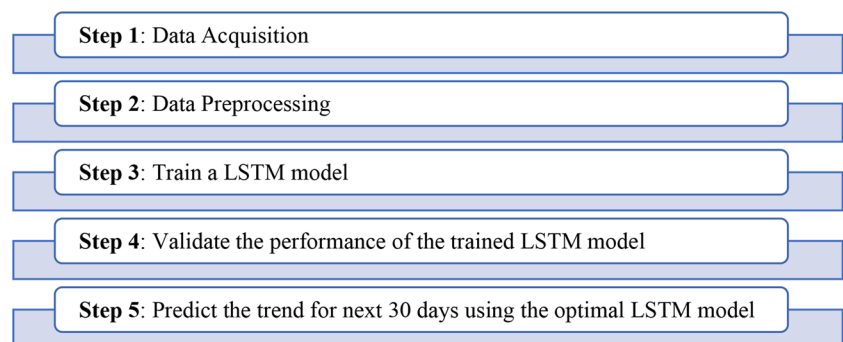 Step 1: Data Acquisition
Step 2: Data Preprocessing
Step 3: Train a LSTM model
Step 4: Validate the performance of the trained LSTM model
Step 5: Predict the trend for next 30 days using the optimal LSTM model